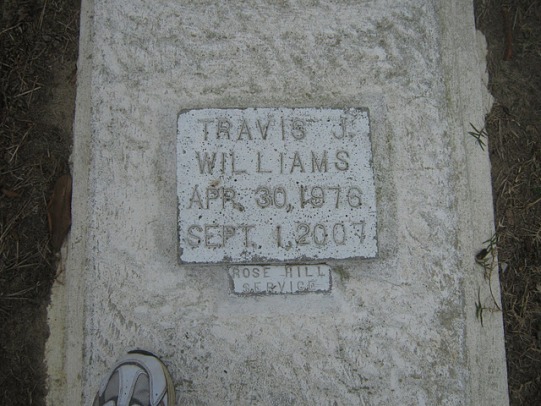 TRAVIS J.
WILLIAMS
APR. 30, 1976
SEPT. 1, 2007
ROSE HILL
SERVICE